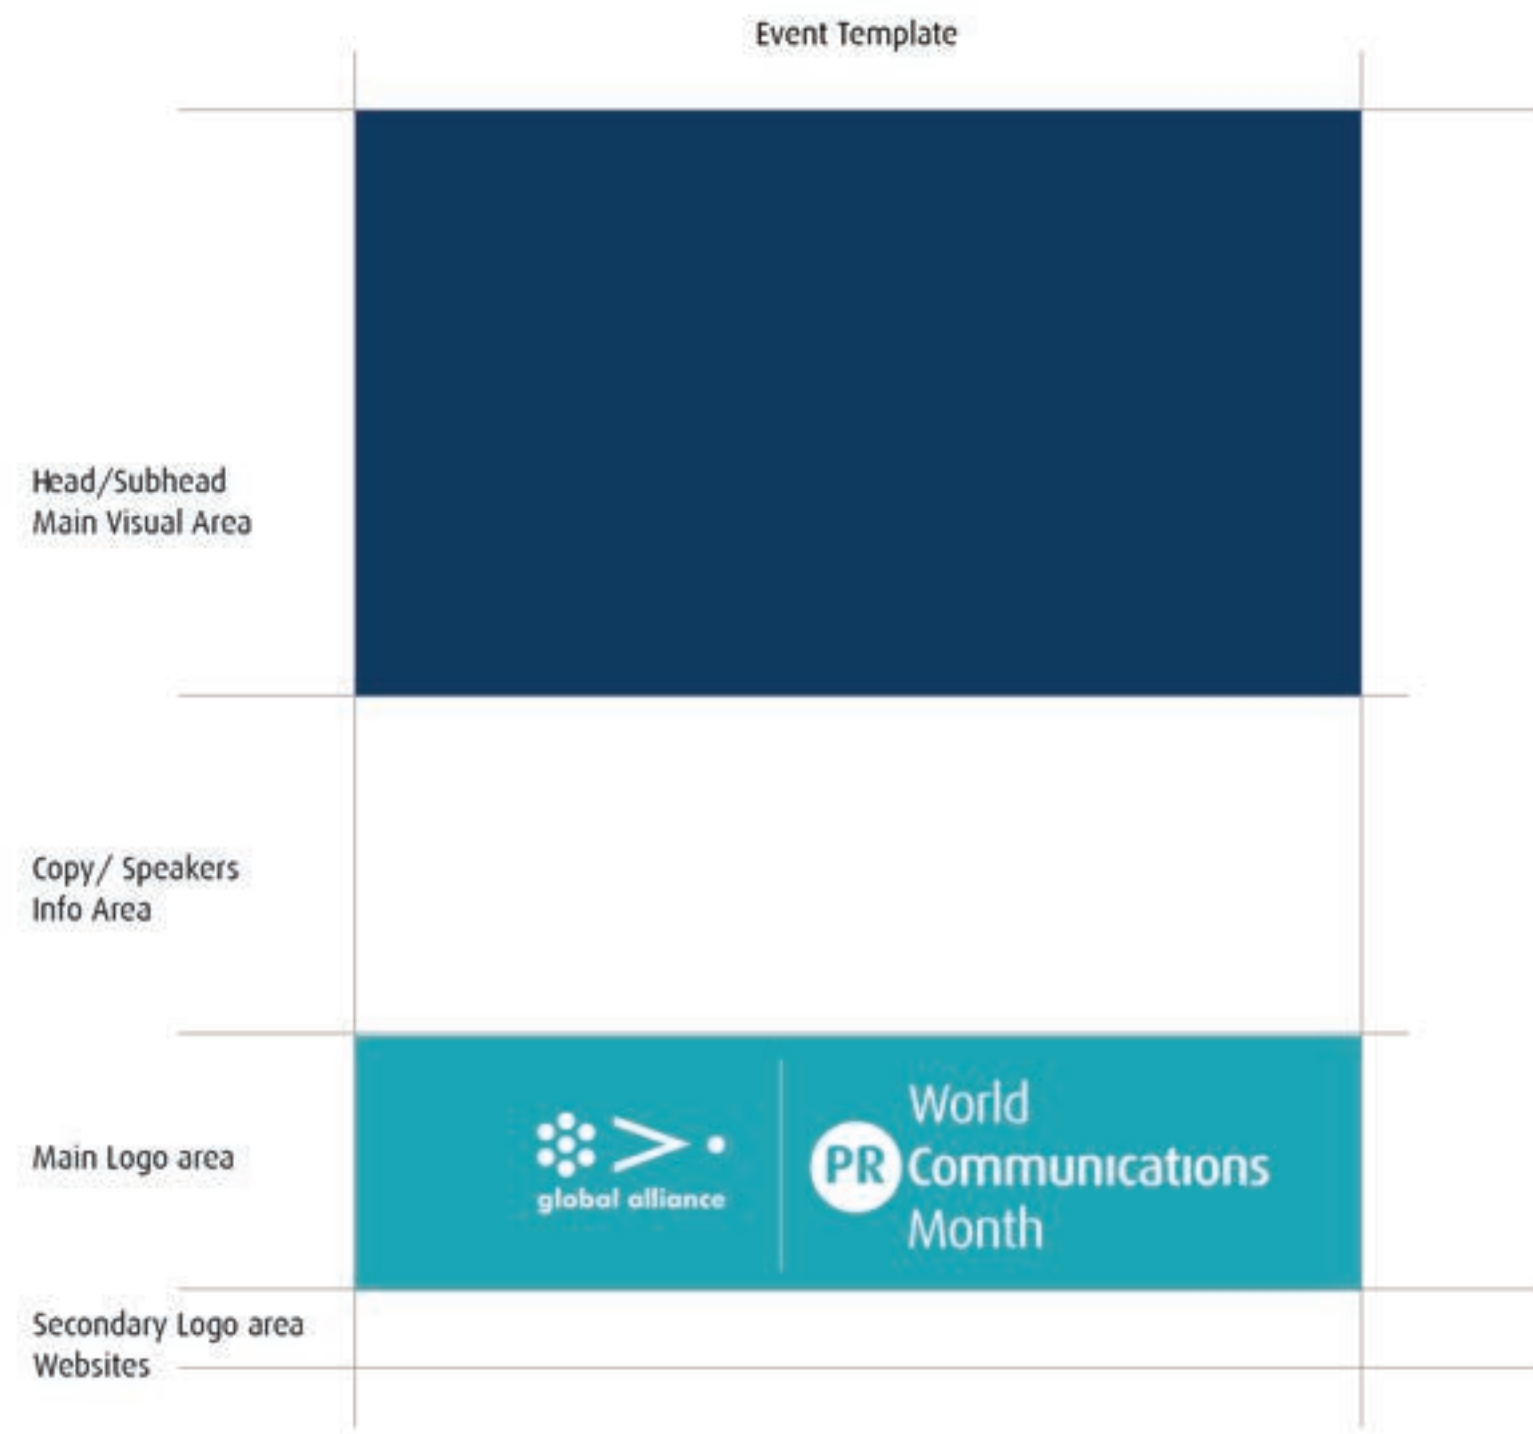 Event Template
Head/Subhead
Main Visual Area
Copy/ Speakers
Info Area
Main Logo area
global alliance
World
PR Communications
Month
Secondary Logo area
Websites